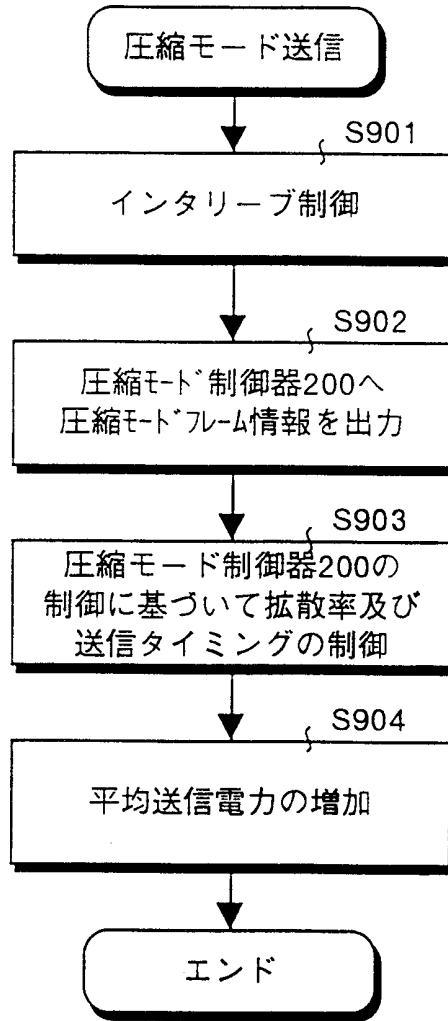 圧縮モード送信
S901
インタリーブ制御
S902
圧縮ﾓｰﾄﾞ制御器200へ
圧縮ﾓｰﾄﾞﾌﾚｰﾑ情報を出力
S903
圧縮モード制御器200の
制御に基づいて拡散率及び
送信タイミングの制御
S904
平均送信電力の増加
エンド